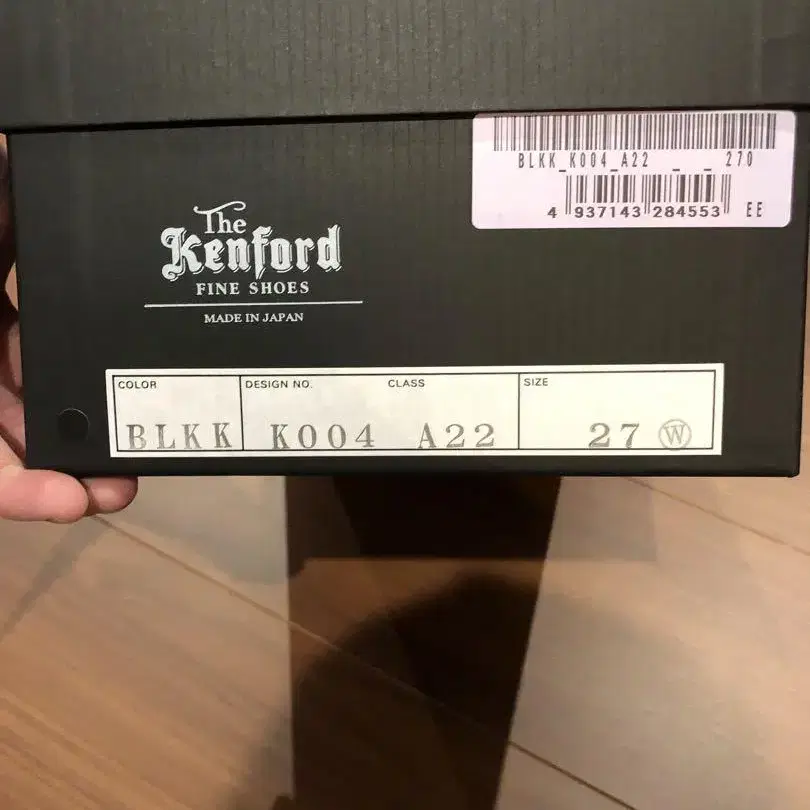 BLKK_K004_A22 _ _ 270
4 937143 284553 EE
The
Kenford
FINE SHOES
MADE IN JAPAN
COLOR DESIGN NO. CLASS SIZE
BLKK K004 A22 27 Ⓦ